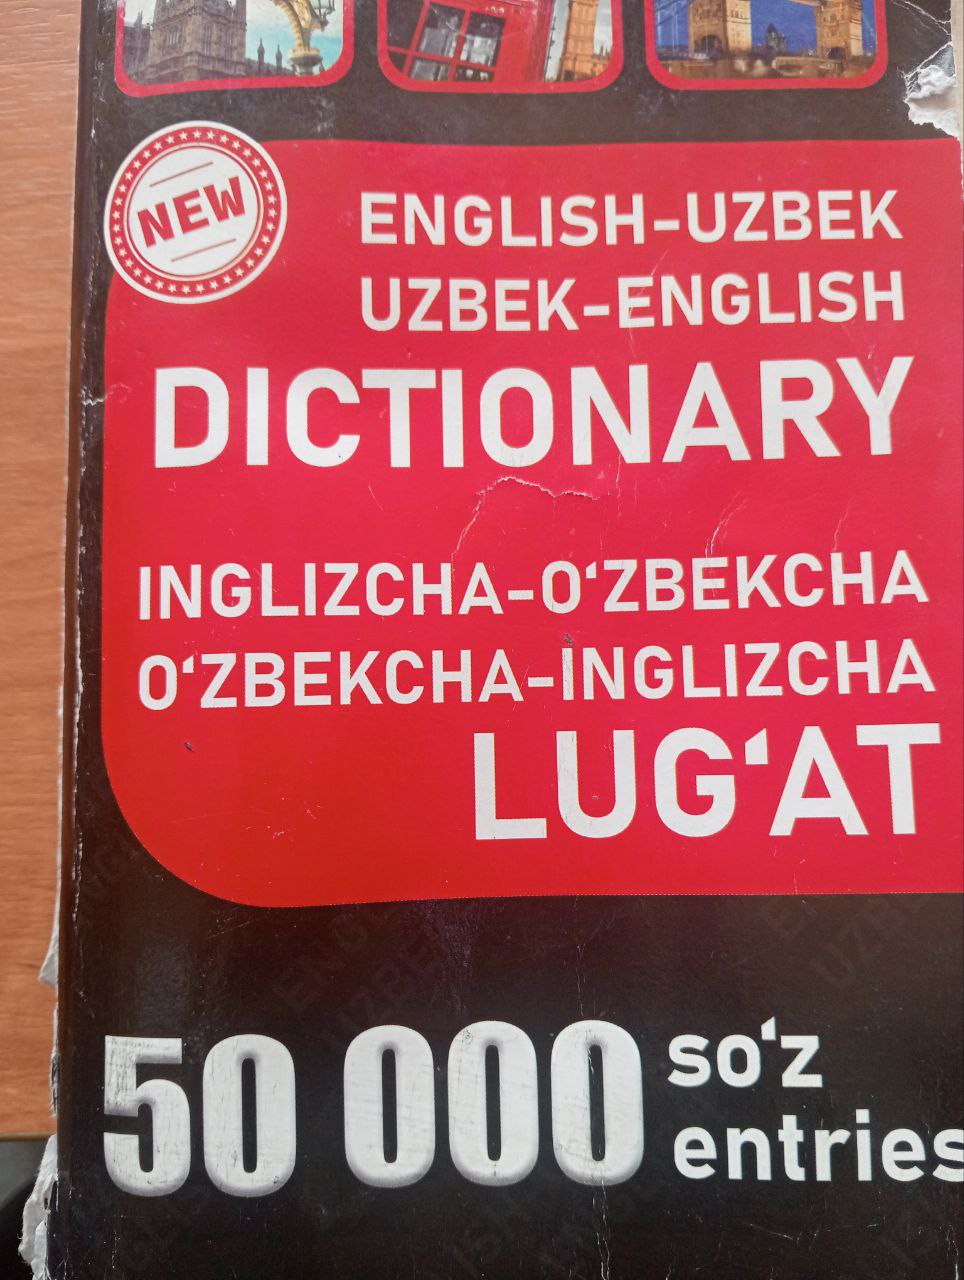 NEW
ENGLISH-UZBEK
UZBEK-ENGLISH
DICTIONARY
INGLIZCHA-O‘ZBEKCHA
O‘ZBEKCHA-INGLIZCHA
LUG‘AT
50 000 so‘z
entries